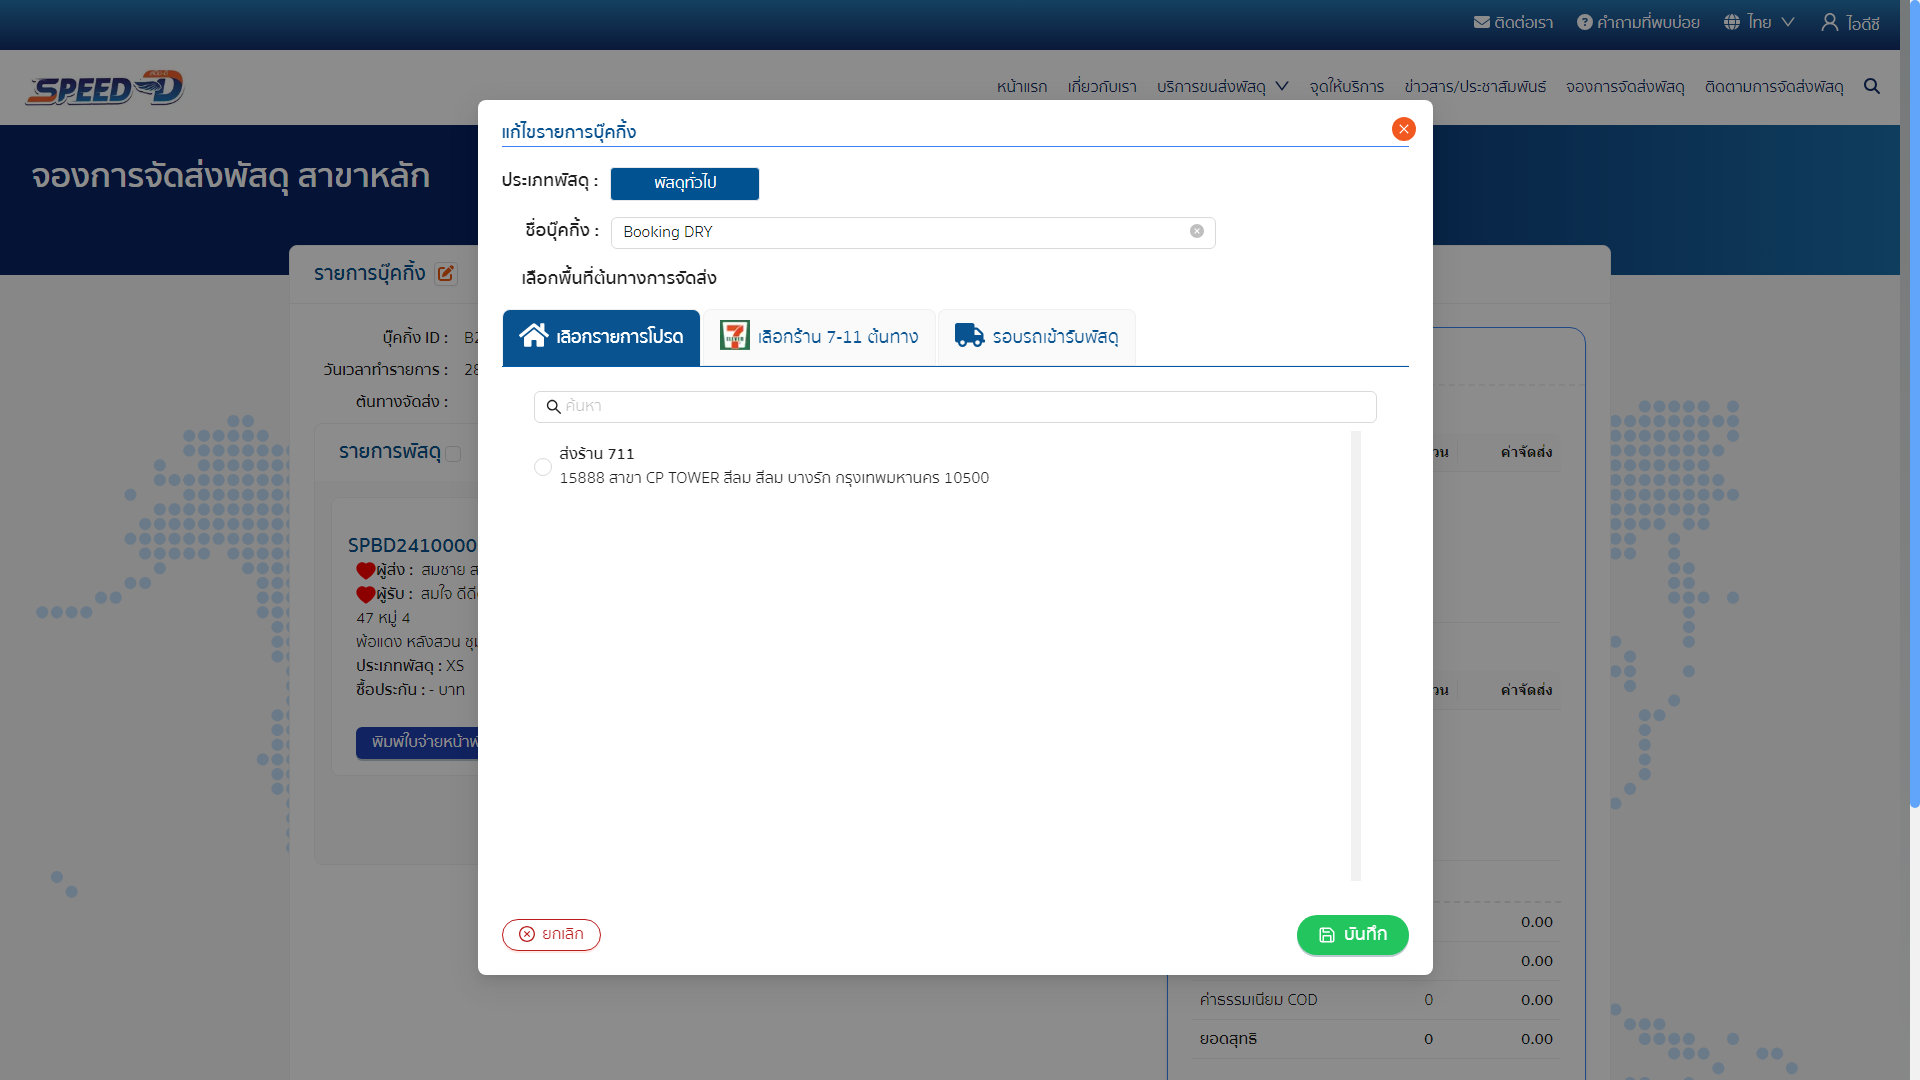 ติดต่อเรา คำถามที่พบบ่อย ไทย ไอดีซี
SPEED-D
หน้าแรก เกี่ยวกับเรา บริการขนส่งพัสดุ จุดให้บริการ ข่าวสาร/ประชาสัมพันธ์ จองการจัดส่งพัสดุ ติดตามการจัดส่งพัสดุ
จองการจัดส่งพัสดุ สาขาหลัก
รายการบุ๊คกิ้ง
บุ๊คกิ้ง ID :
วันเวลาทำรายการ : 28
ต้นทางจัดส่ง :
รายการพัสดุ
SPBD2410000
ผู้ส่ง : สมชาย
ผู้รับ : สมใจ
47 หมู่ 4
พ้อแดง หลังสวน
ประเภทพัสดุ : XS
ซื้อประกัน : - บาท
พิมพ์ใบจ่ายหน้า
แก้ไขรายการบุ๊คกิ้ง
ประเภทพัสดุ : พัสดุทั่วไป
ชื่อบุ๊คกิ้ง : Booking DRY
เลือกพื้นที่ต้นทางการจัดส่ง
เลือกรายการโปรด เลือกร้าน 7-11 ต้นทาง รอบรถเข้ารับพัสดุ
ค้นหา
ส่งร้าน 711
15888 สาขา CP TOWER สีลม สีลม บางรัก กรุงเทพมหานคร 10500
ยกเลิก บันทึก
ค่าจัดส่ง
ค่าจัดส่ง
0.00
0.00
ค่าธรรมเนียม COD 0 0.00
ยอดสุทธิ 0 0.00